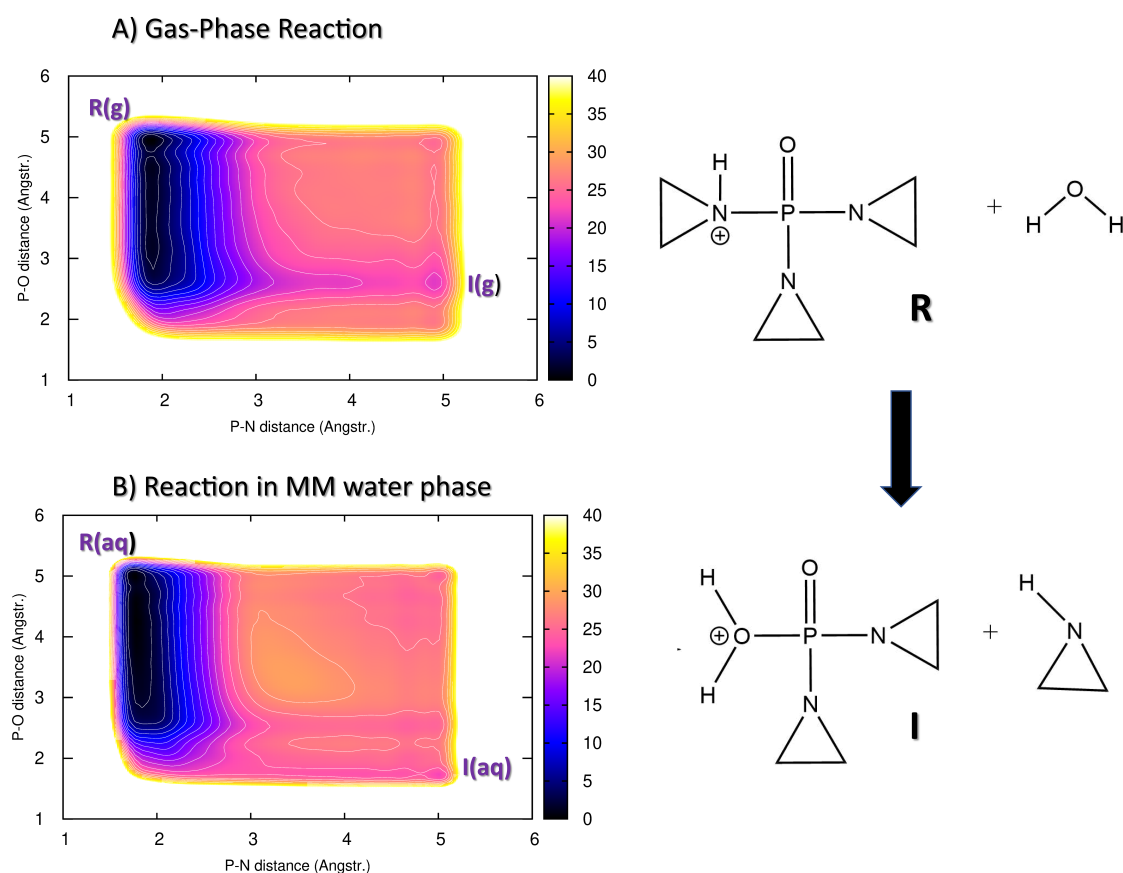 A) Gas-Phase Reaction
R(g)
I(g)
6
5
4
3
2
1
P-O distance (Angstr.)
1 2 3 4 5 6
P-N distance (Angstr.)
40
35
30
25
20
15
10
5
0
O
H
N P N
⊕
N
+
O
H H
R
B) Reaction in MM water phase
R(aq)
I(aq)
6
5
4
3
2
1
P-O distance (Angstr.)
1 2 3 4 5 6
P-N distance (Angstr.)
40
35
30
25
20
15
10
5
0
H O
⊕ O P N
H
N
+
H
N
I